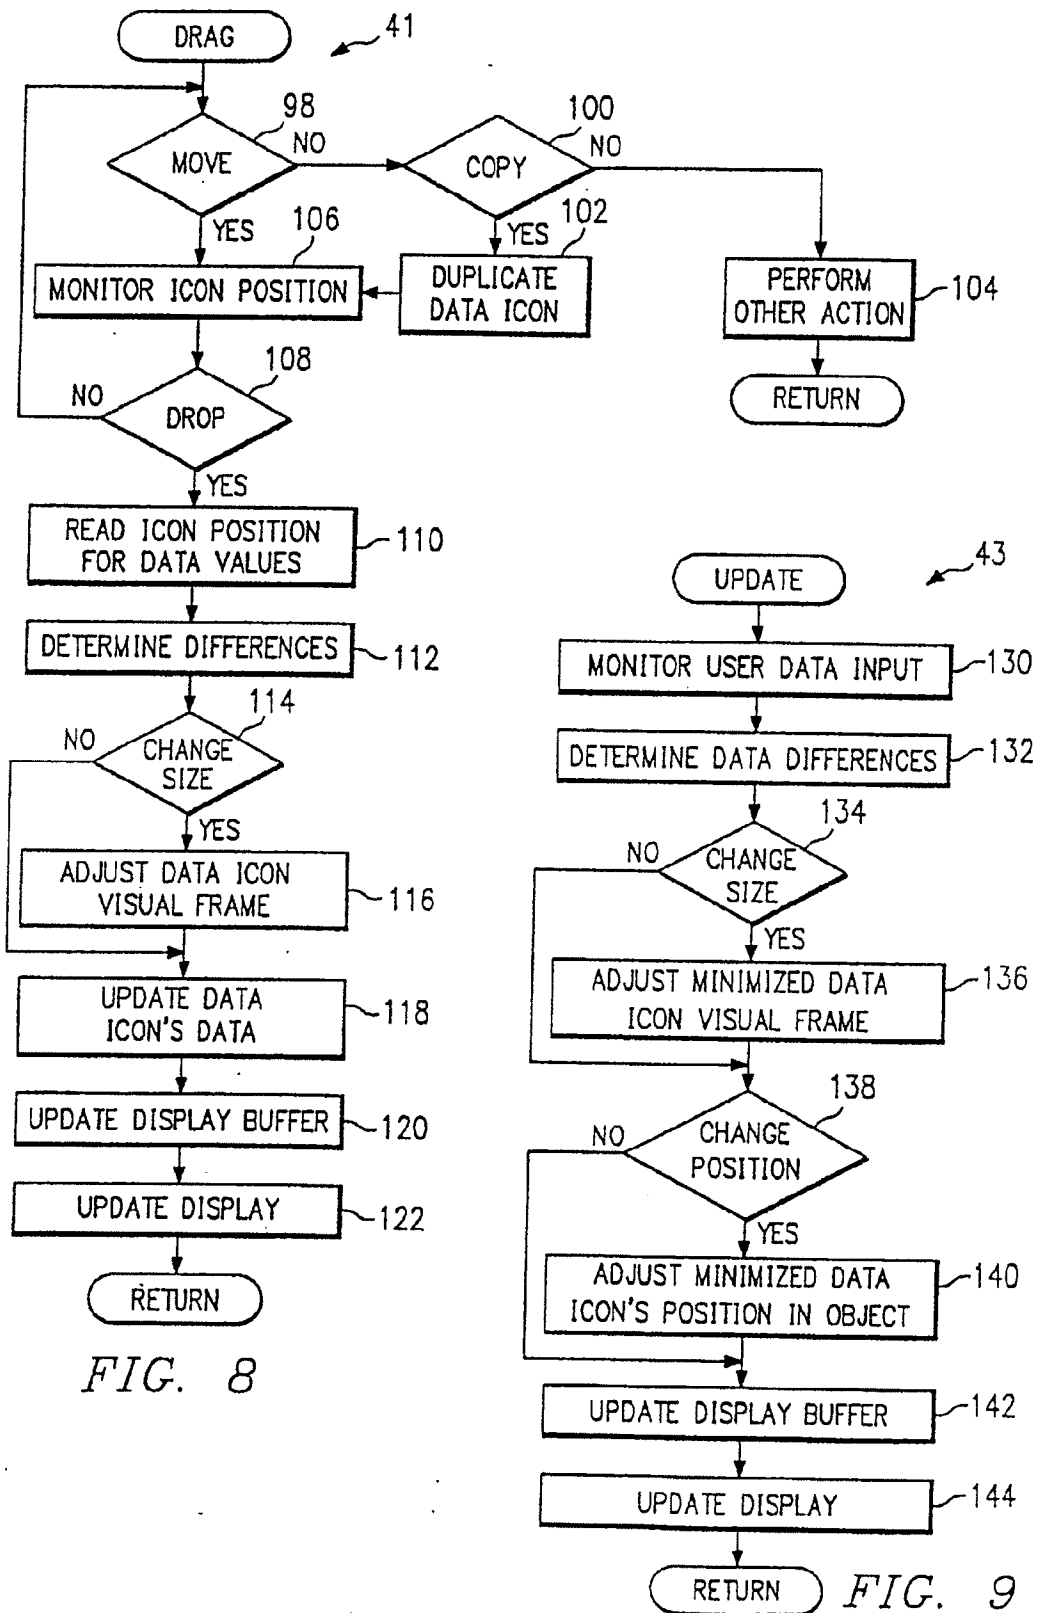 DRAG
41
98
MOVE
NO
100
COPY
NO
YES
106
MONITOR ICON POSITION
YES
102
DUPLICATE
DATA ICON
PERFORM
OTHER ACTION
104
RETURN
108
NO
DROP
YES
READ ICON POSITION
FOR DATA VALUES
110
DETERMINE DIFFERENCES
112
114
NO
CHANGE
SIZE
YES
ADJUST DATA ICON
VISUAL FRAME
116
UPDATE DATA
ICON'S DATA
118
UPDATE DISPLAY BUFFER
120
UPDATE DISPLAY
122
RETURN
FIG. 8
UPDATE
43
MONITOR USER DATA INPUT
130
DETERMINE DATA DIFFERENCES
132
134
NO
CHANGE
SIZE
YES
ADJUST MINIMIZED DATA
ICON VISUAL FRAME
136
138
NO
CHANGE
POSITION
YES
ADJUST MINIMIZED DATA
ICON'S POSITION IN OBJECT
140
UPDATE DISPLAY BUFFER
142
UPDATE DISPLAY
144
RETURN
FIG. 9